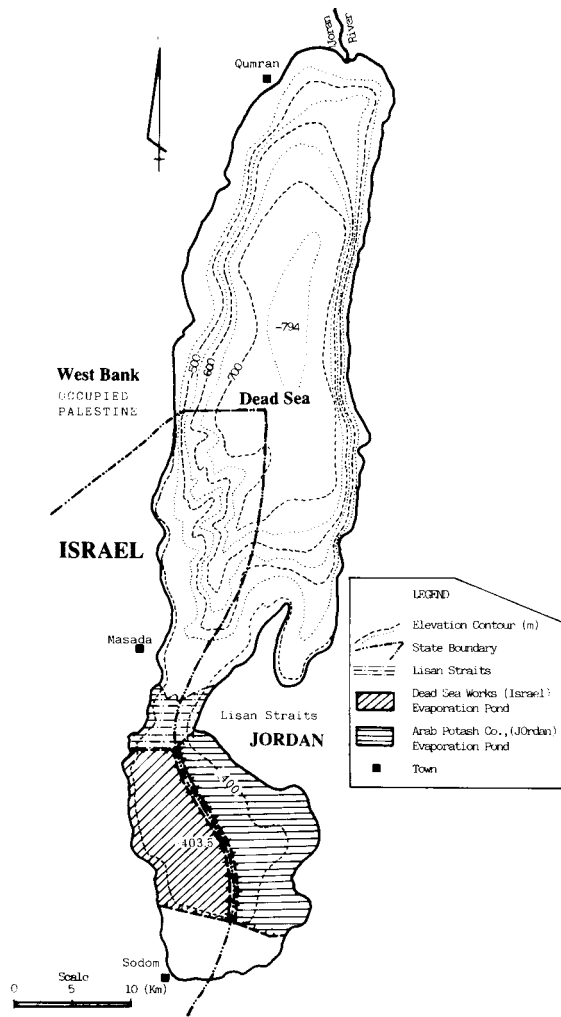 Joran
River
Qumran
-794
-500
600
-700
West Bank
OCCUPIED
PALESTINE
Dead Sea
ISRAEL
LEGEND
Elevation Contour (m)
State Boundary
Lisan Straits
Dead Sea Works (Israel)
Evaporation Pond
Arab Potash Co.,(JOrdan)
Evaporation Pond
Town
Masada
Lisan Straits
JORDAN
-400
403.5
Sodom
Scale
0 5 10 (Km)